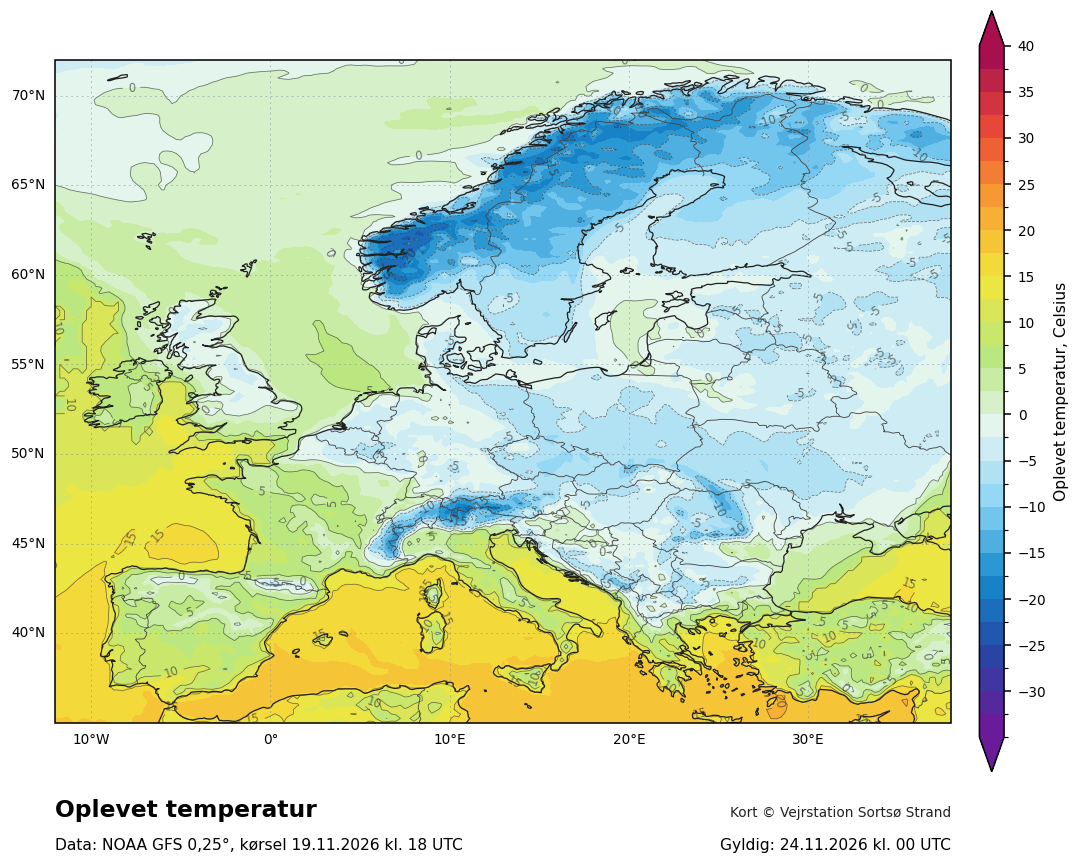 40
35
30
25
20
15
10
5
0
−5
−10
−15
−20
−25
−30
Oplevet temperatur, Celsius
70°N
65°N
60°N
55°N
50°N
45°N
40°N
10°W
0°
10°E
20°E
30°E
Oplevet temperatur
Kort © Vejrstation Sortsø Strand
Data: NOAA GFS 0,25°, kørsel 19.11.2026 kl. 18 UTC
Gyldig: 24.11.2026 kl. 00 UTC